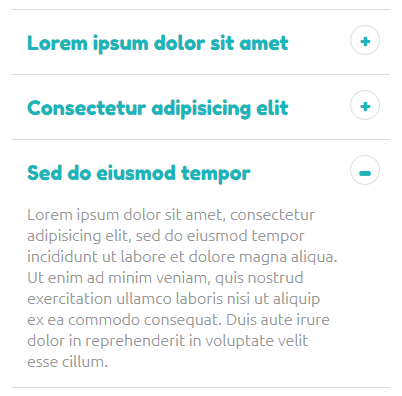 Lorem ipsum dolor sit amet
+
Consectetur adipisicing elit
+
Sed do eiusmod tempor
–
Lorem ipsum dolor sit amet, consectetur
adipisicing elit, sed do eiusmod tempor
incididunt ut labore et dolore magna aliqua.
Ut enim ad minim veniam, quis nostrud
exercitation ullamco laboris nisi ut aliquip
ex ea commodo consequat. Duis aute irure
dolor in reprehenderit in voluptate velit
esse cillum.